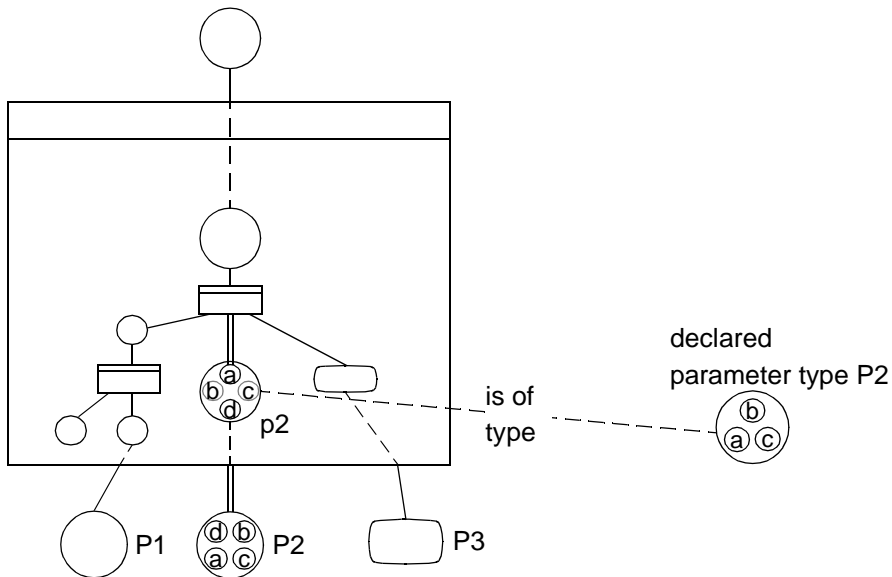 declared
parameter type P2
a
b
c
d
p2
is of
type
b
a
c
P1
d
b
a
c
P2
P3